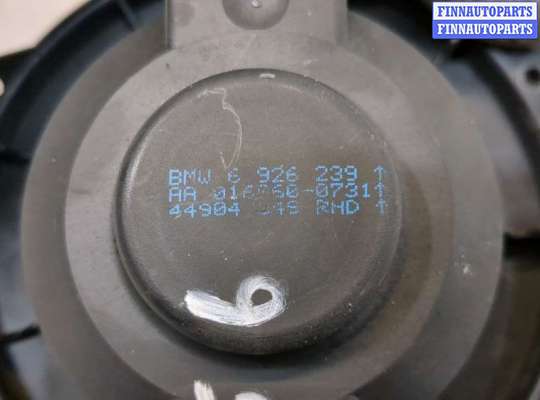 FINNAUTOPARTS
FINNAUTOPARTS
BMW 6 926 239 ↑
AA
44904 RHD ↑